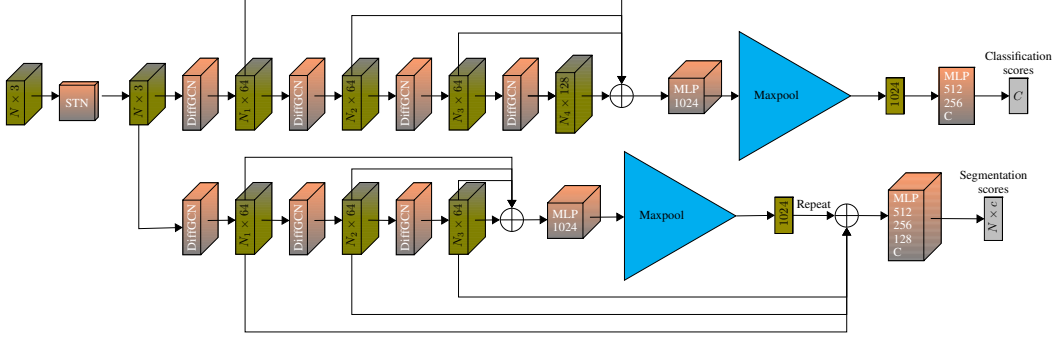 Classification
scores
N × 3
STN
N × 3
DiffGCN
N₂ × 64
DiffGCN
N₂ × 64
DiffGCN
N₃ × 64
DiffGCN
N₄ × 128
MLP
1024
Maxpool
1024
MLP
512
256
C
C
Segmentation
scores
DiffGCN
N₁ × 64
DiffGCN
N₂ × 64
DiffGCN
N₃ × 64
MLP
1024
Maxpool
1024
Repeat
MLP
512
256
128
C
N × c